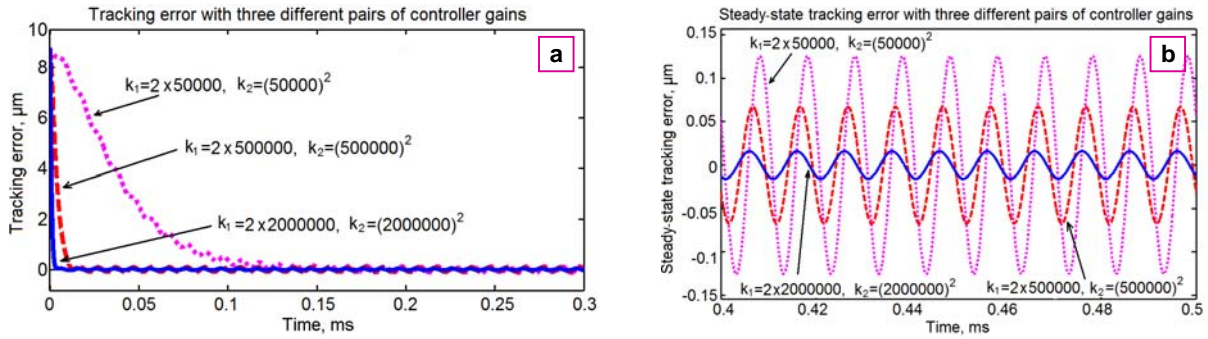 Tracking error with three different pairs of controller gains
a
10
8
6
4
2
0
Tracking error, μm
k₁=2 x 50000, k₂=(50000)²
k₁=2 x 500000, k₂=(500000)²
k₁=2 x 2000000, k₂=(2000000)²
0 0.05 0.1 0.15 0.2 0.25 0.3
Time, ms
Steady-state tracking error with three different pairs of controller gains
b
0.15
0.1
0.05
0
-0.05
-0.1
-0.15
Steady-state tracking error, μm
k₁=2 x 50000, k₂=(50000)²
k₁=2 x 2000000, k₂=(2000000)²
k₁=2 x 500000, k₂=(500000)²
0.4 0.42 0.44 0.46 0.48 0.5
Time, ms